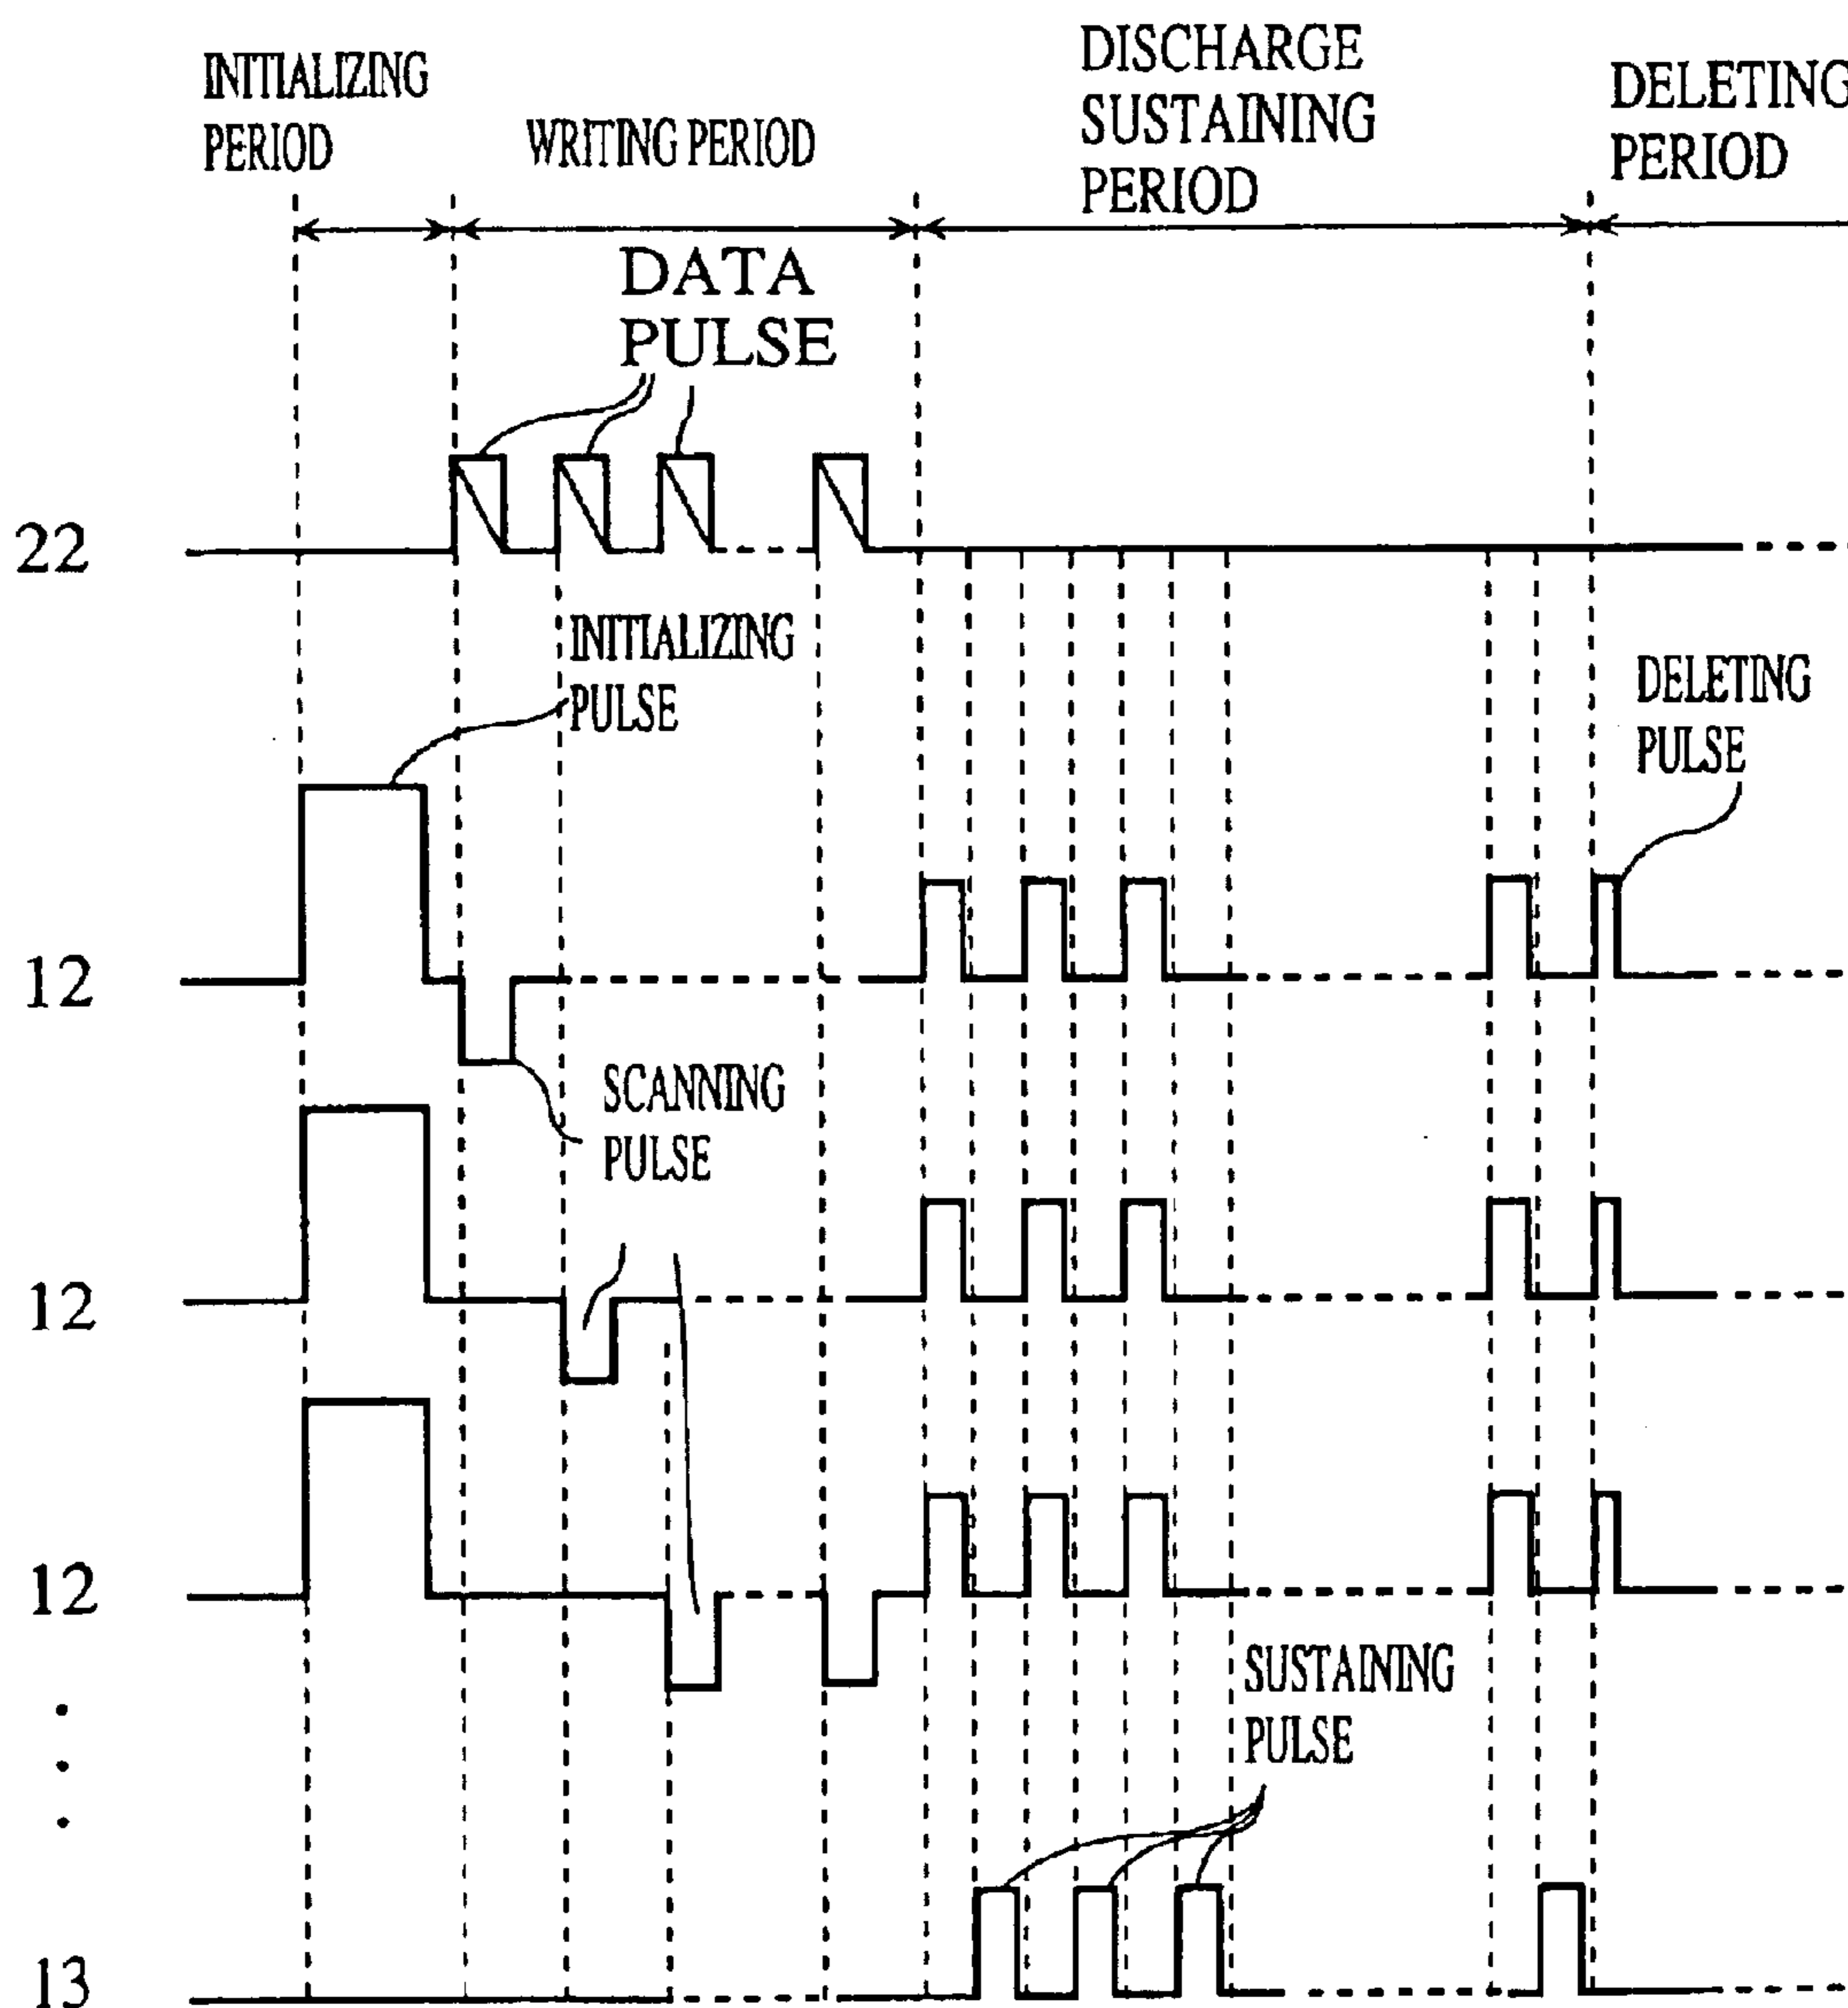 INITIALIZING
PERIOD
WRITING PERIOD
DISCHARGE
SUSTAINING
PERIOD
DELETING
PERIOD
DATA
PULSE
22
INITIALIZING
PULSE
DELETING
PULSE
12
SCANNING
PULSE
12
12
SUSTAINING
PULSE
13